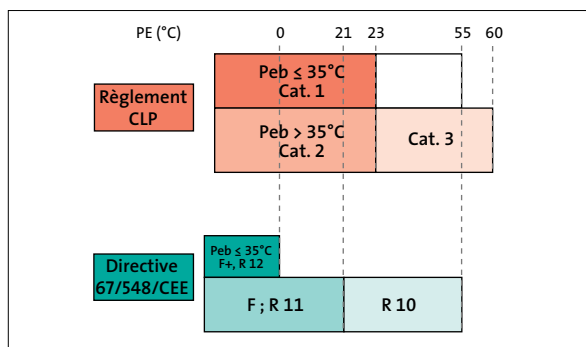 PE (°C) 0 21 23 55 60
Règlement
CLP
Peb ≤ 35°C
Cat. 1
Peb > 35°C
Cat. 2
Cat. 3
Directive
67/548/CEE
Peb ≤ 35°C
F+, R 12
F ; R 11
R 10